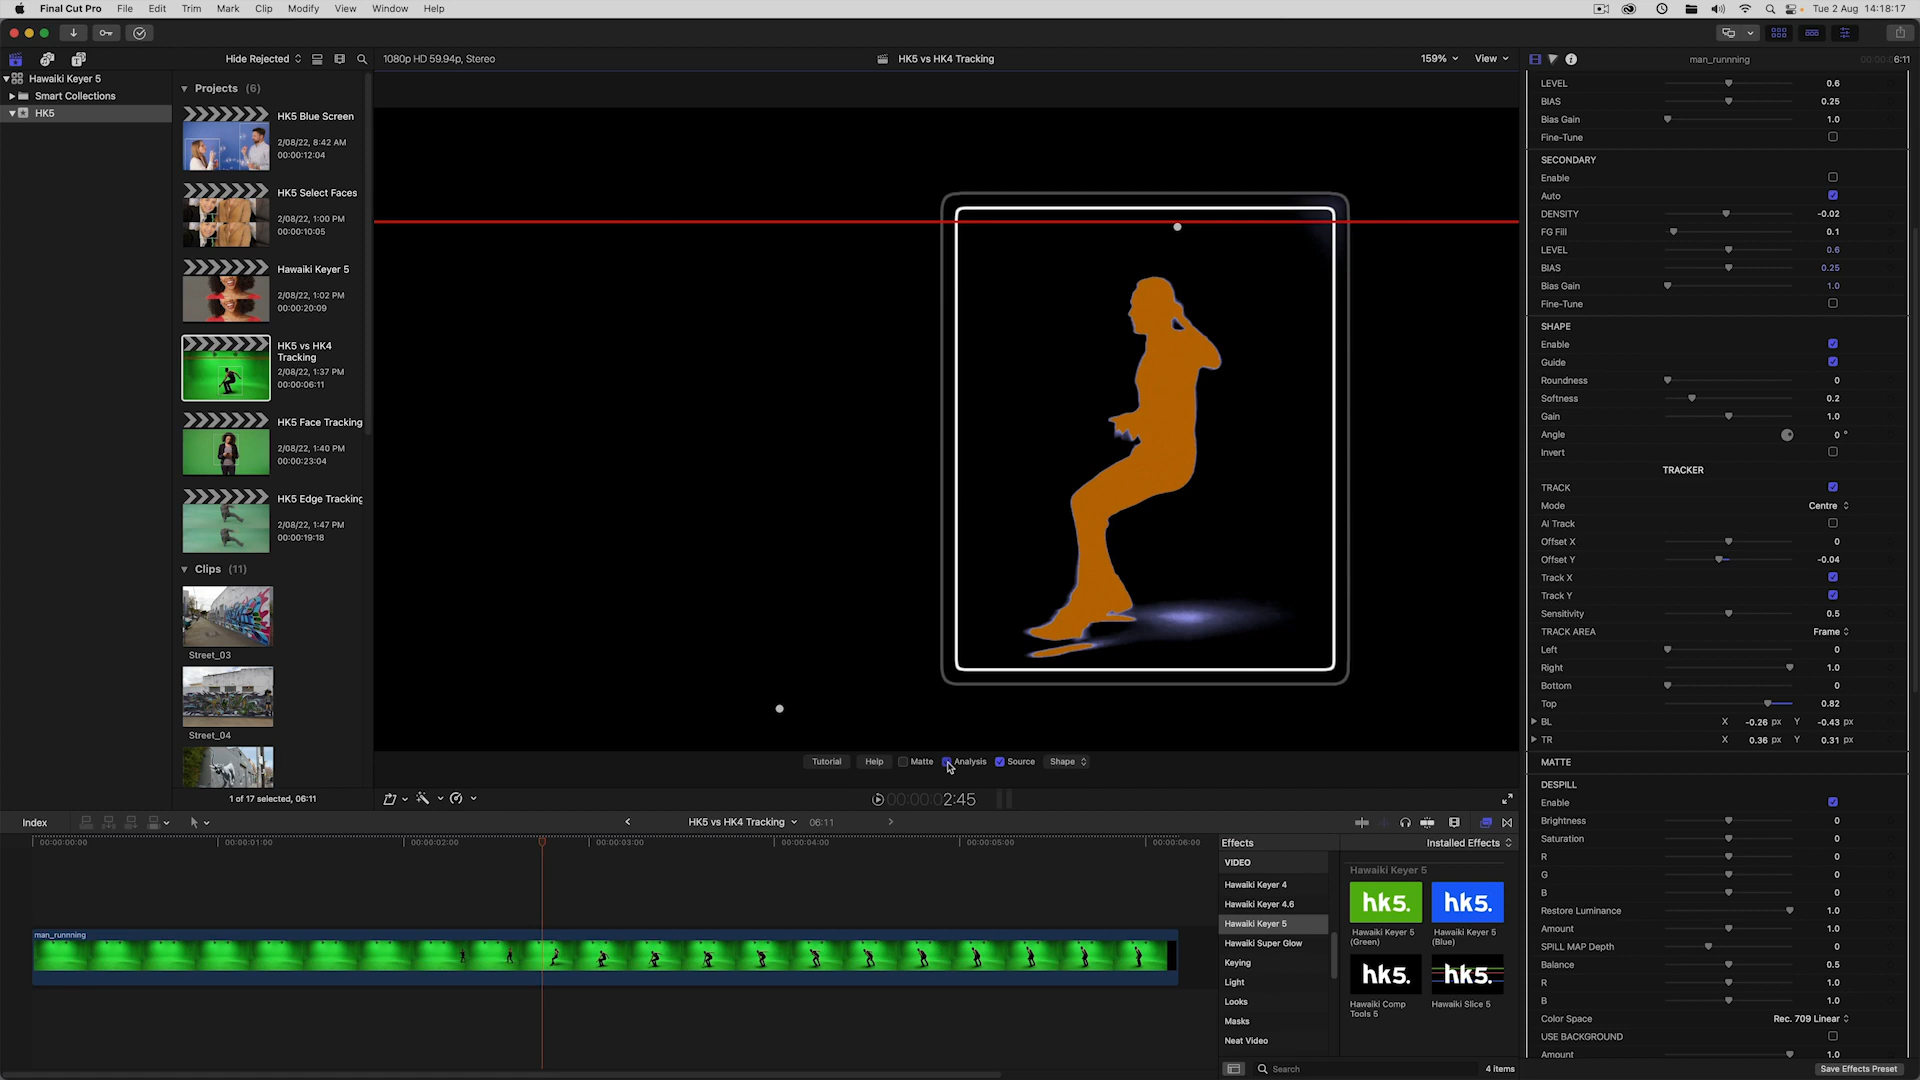 Final Cut Pro File Edit Trim Mark Clip Modify View Window Help Tue 2 Aug 14:18:17
Hide Rejected 1080p HD 59.94p, Stereo HK5 vs HK4 Tracking 159% View man_runnning 6:11
Hawaiki Keyer 5
Smart Collections
HK5
Projects (6)
HK5 Blue Screen
2/08/22, 8:42 AM
00:00:12:04
HK5 Select Faces
2/08/22, 1:00 PM
00:00:10:05
Hawaiki Keyer 5
2/08/22, 1:02 PM
00:00:20:09
HK5 vs HK4
Tracking
2/08/22, 1:37 PM
00:00:06:11
HK5 Face Tracking
2/08/22, 1:40 PM
00:00:23:04
HK5 Edge Tracking
2/08/22, 1:47 PM
00:00:19:18
Clips (11)
Street_03
Street_04
1 of 17 selected, 06:11
Tutorial Help Matte Analysis Source Shape
00:00:00:02:45
LEVEL 0.6
BIAS 0.25
Bias Gain 1.0
Fine-Tune
SECONDARY
Enable
Auto
DENSITY -0.02
FG Fill 0.1
LEVEL 0.6
BIAS 0.25
Bias Gain 1.0
Fine-Tune
SHAPE
Enable
Guide
Roundness 0
Softness 0.2
Gain 1.0
Angle 0 °
Invert
TRACKER
TRACK
Mode Centre
AI Track
Offset X 0
Offset Y -0.04
Track X
Track Y
Sensitivity 0.5
TRACK AREA Frame
Left 0
Right 1.0
Bottom 0
Top 0.82
BL X -0.26 px Y -0.43 px
TR X 0.36 px Y 0.31 px
MATTE
DESPILL
Enable
Brightness 0
Saturation 0
R 0
G 0
B 0
Restore Luminance 1.0
Amount 1.0
SPILL MAP Depth 0
Balance 0.5
R 1.0
B 1.0
Color Space Rec. 709 Linear
USE BACKGROUND
Amount 1.0
Save Effects Preset
Index HK5 vs HK4 Tracking 06:11
00:00:00:00 00:00:01:00 00:00:02:00 00:00:03:00 00:00:04:00 00:00:05:00 00:00:06:00
man_runnning
Effects Installed Effects
VIDEO
Hawaiki Keyer 4
Hawaiki Keyer 4.6
Hawaiki Keyer 5
Hawaiki Super Glow
Keying
Light
Looks
Masks
Neat Video
Hawaiki Keyer 5
hk5. hk5.
Hawaiki Keyer 5 Hawaiki Keyer 5
(Green) (Blue)
hk5. hk5.
Hawaiki Comp Hawaiki Slice 5
Tools 5
Search 4 items